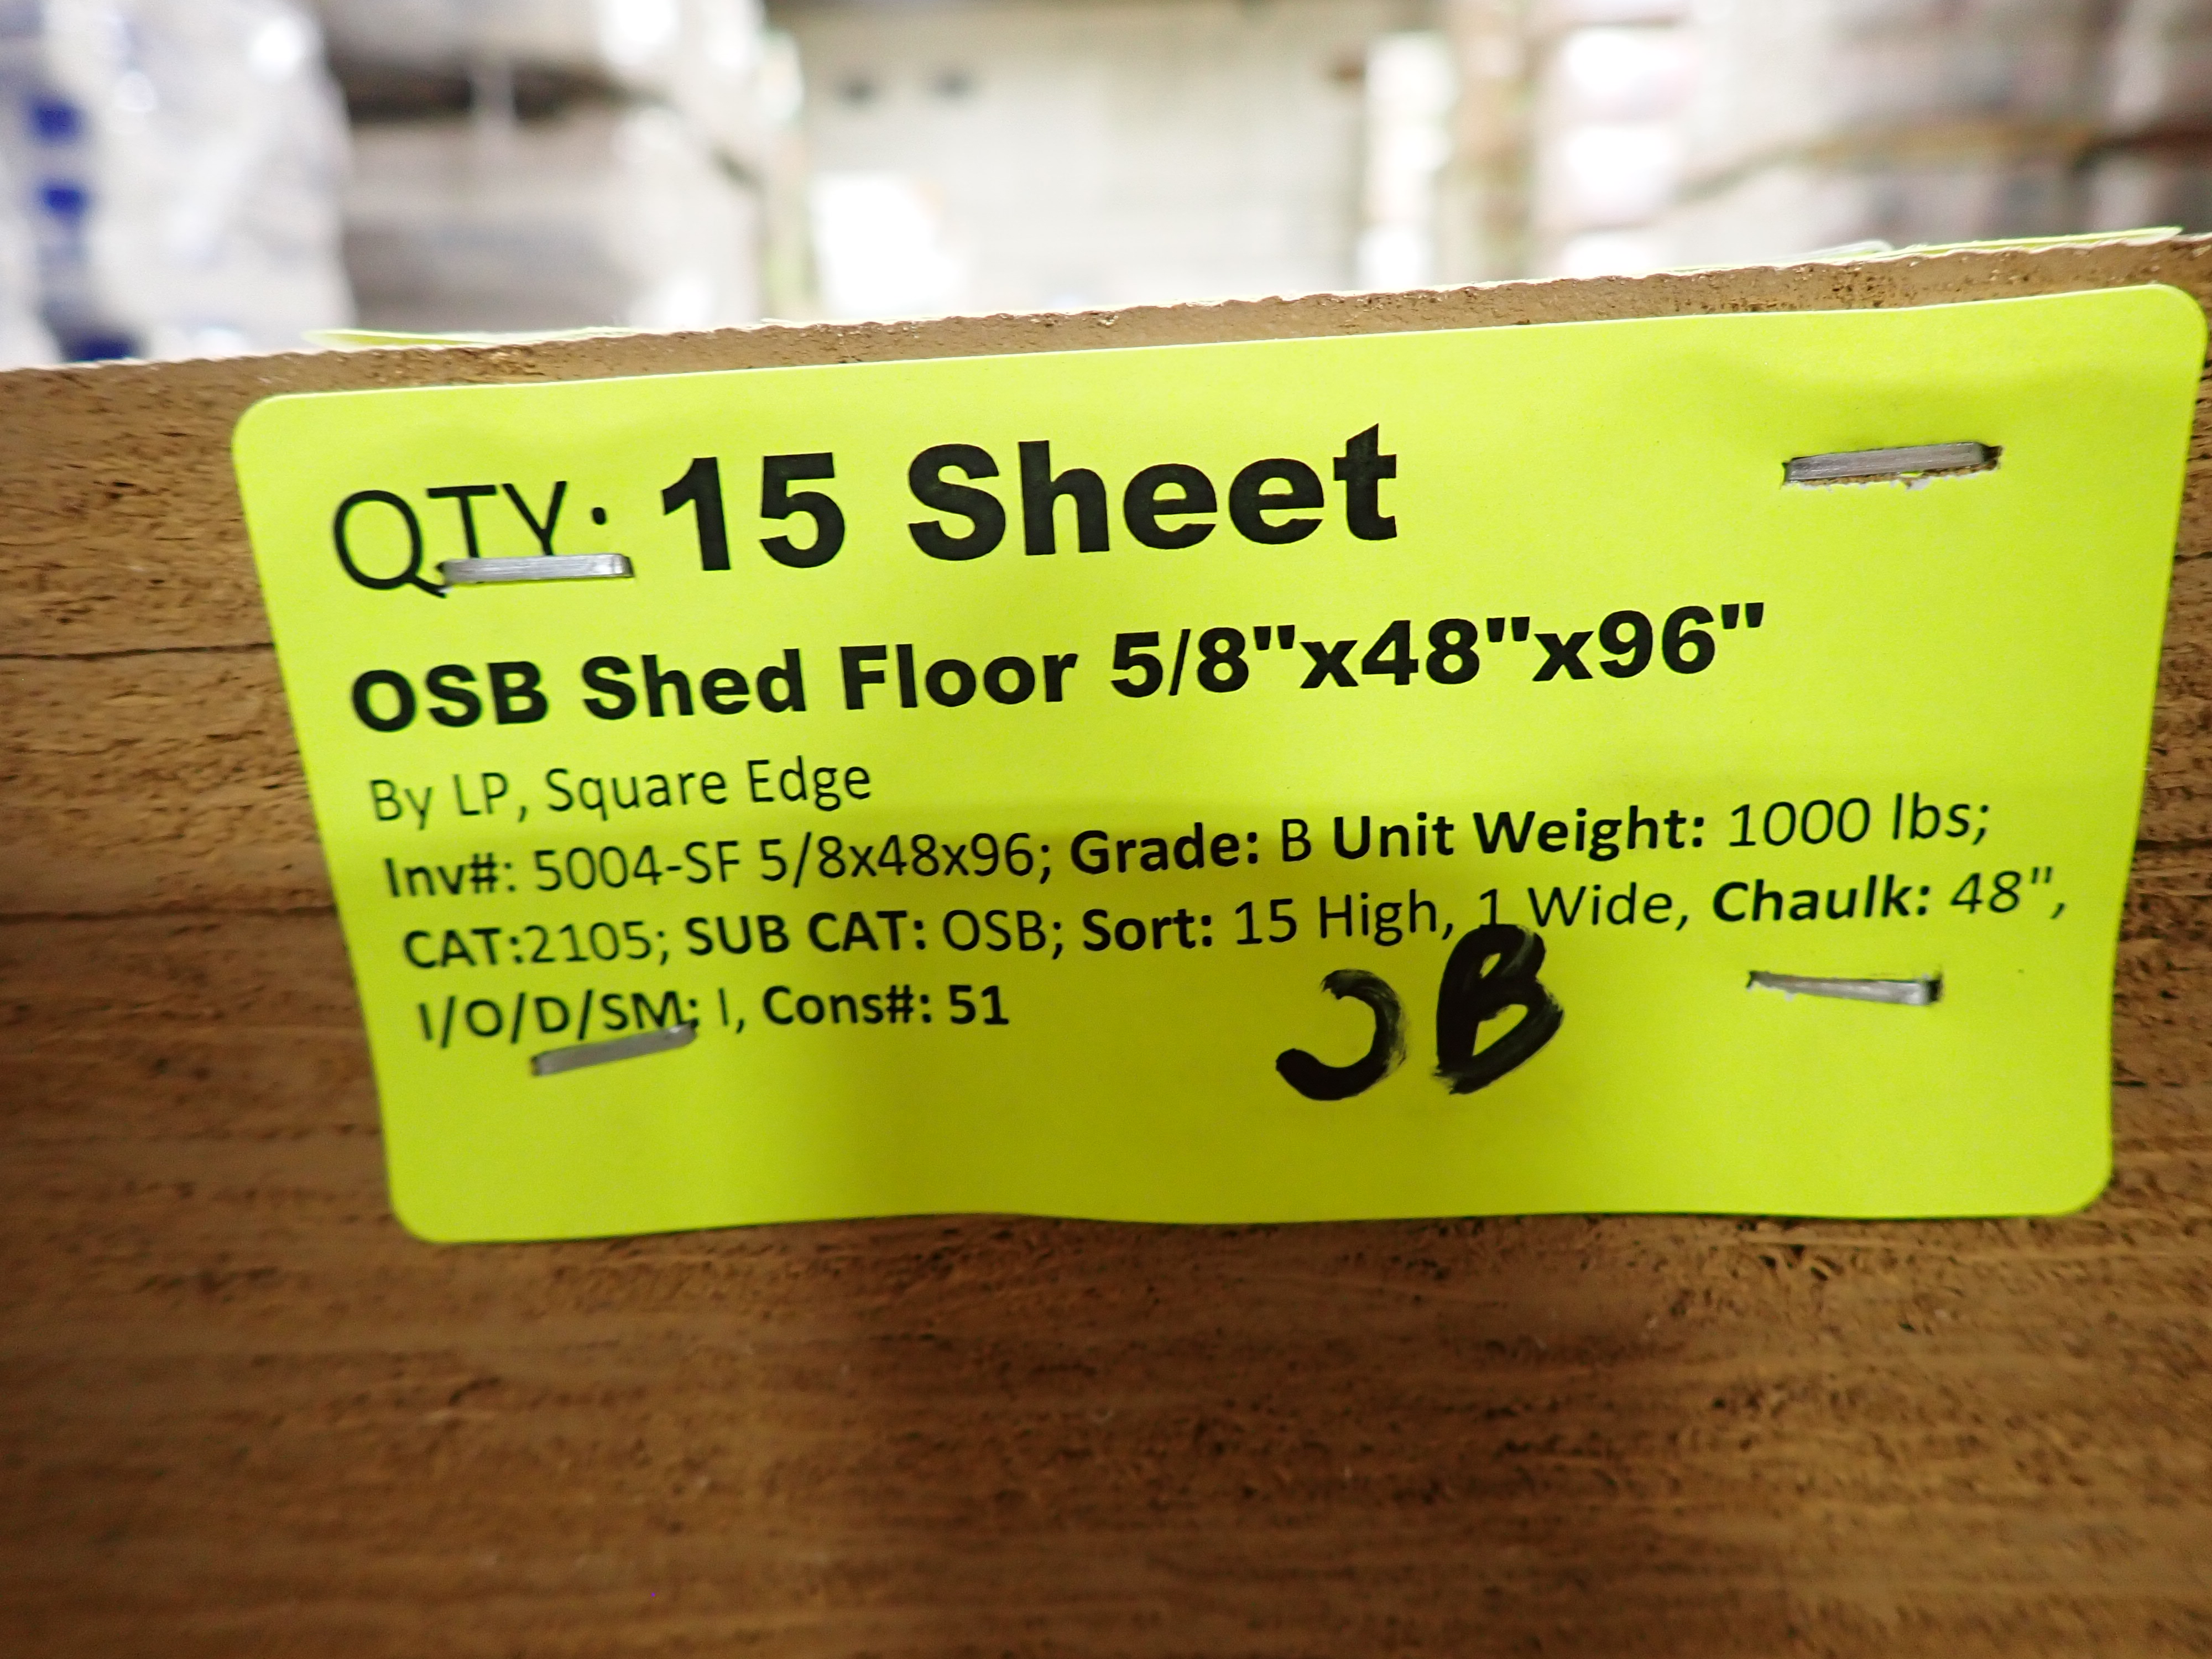 QTY: 15 Sheet
OSB Shed Floor 5/8"x48"x96"
By LP, Square Edge
Inv#: 5004-SF 5/8x48x96; Grade: B Unit Weight: 1000 lbs;
CAT:2105; SUB CAT: OSB; Sort: 15 High, 1 Wide, Chaulk: 48",
I/O/D/SM; I, Cons#: 51
JB